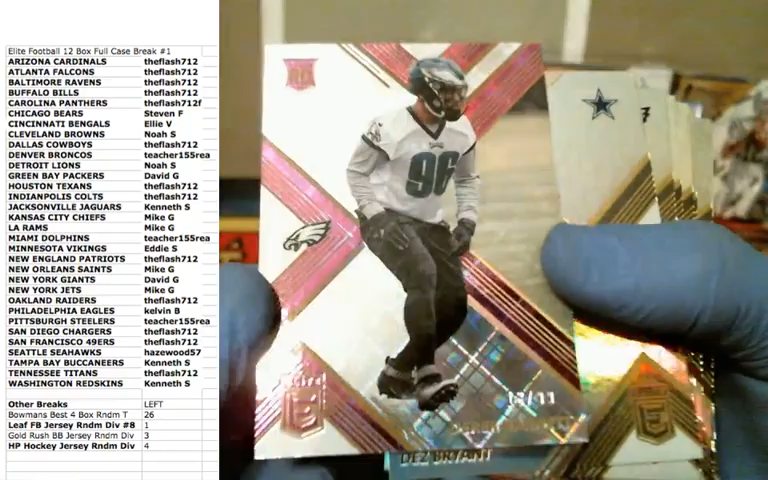 Elite Football 12 Box Full Case Break #1
ARIZONA CARDINALS theflash712
ATLANTA FALCONS theflash712
BALTIMORE RAVENS theflash712
BUFFALO BILLS theflash712
CAROLINA PANTHERS theflash712f
CHICAGO BEARS Steven F
CINCINNATI BENGALS Ellie V
CLEVELAND BROWNS Noah S
DALLAS COWBOYS theflash712
DENVER BRONCOS teacher155rea
DETROIT LIONS Noah S
GREEN BAY PACKERS David G
HOUSTON TEXANS theflash712
INDIANPOLIS COLTS theflash712
JACKSONVILLE JAGUARS Kenneth S
KANSAS CITY CHIEFS Mike G
LA RAMS Mike G
MIAMI DOLPHINS teacher155rea
MINNESOTA VIKINGS Eddie S
NEW ENGLAND PATRIOTS theflash712
NEW ORLEANS SAINTS Mike G
NEW YORK GIANTS David G
NEW YORK JETS Mike G
OAKLAND RAIDERS theflash712
PHILADELPHIA EAGLES kelvin B
PITTSBURGH STEELERS teacher155rea
SAN DIEGO CHARGERS theflash712
SAN FRANCISCO 49ERS theflash712
SEATTLE SEAHAWKS hazewood57
TAMPA BAY BUCCANEERS Kenneth S
TENNESSEE TITANS theflash712
WASHINGTON REDSKINS Kenneth S
Other Breaks LEFT
Bowmans Best 4 Box Rndm T 26
Leaf FB Jersey Rndm Div #8 1
Gold Rush BB Jersey Rndm Div 3
HP Hockey Jersey Rndm Div 4
96
DEZ BRYANT